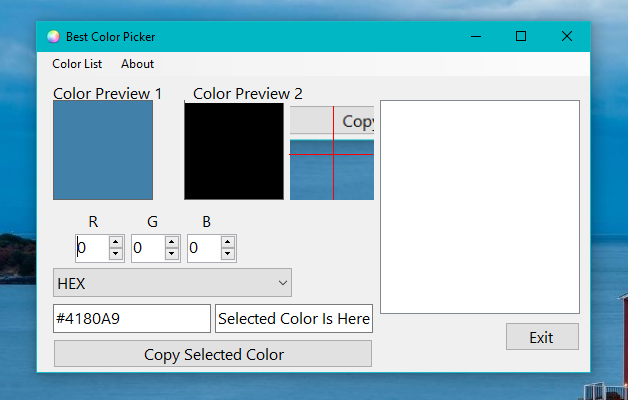 Best Color Picker
Color List About
Color Preview 1 Color Preview 2
Copy
R G B
0 0 0
HEX
#4180A9 Selected Color Is Here
Copy Selected Color
Exit